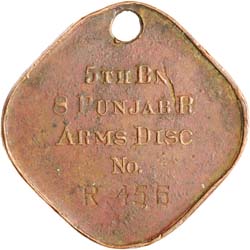 5TH BN
8 PUNJAB R
ARMS DISC
No.
R 456